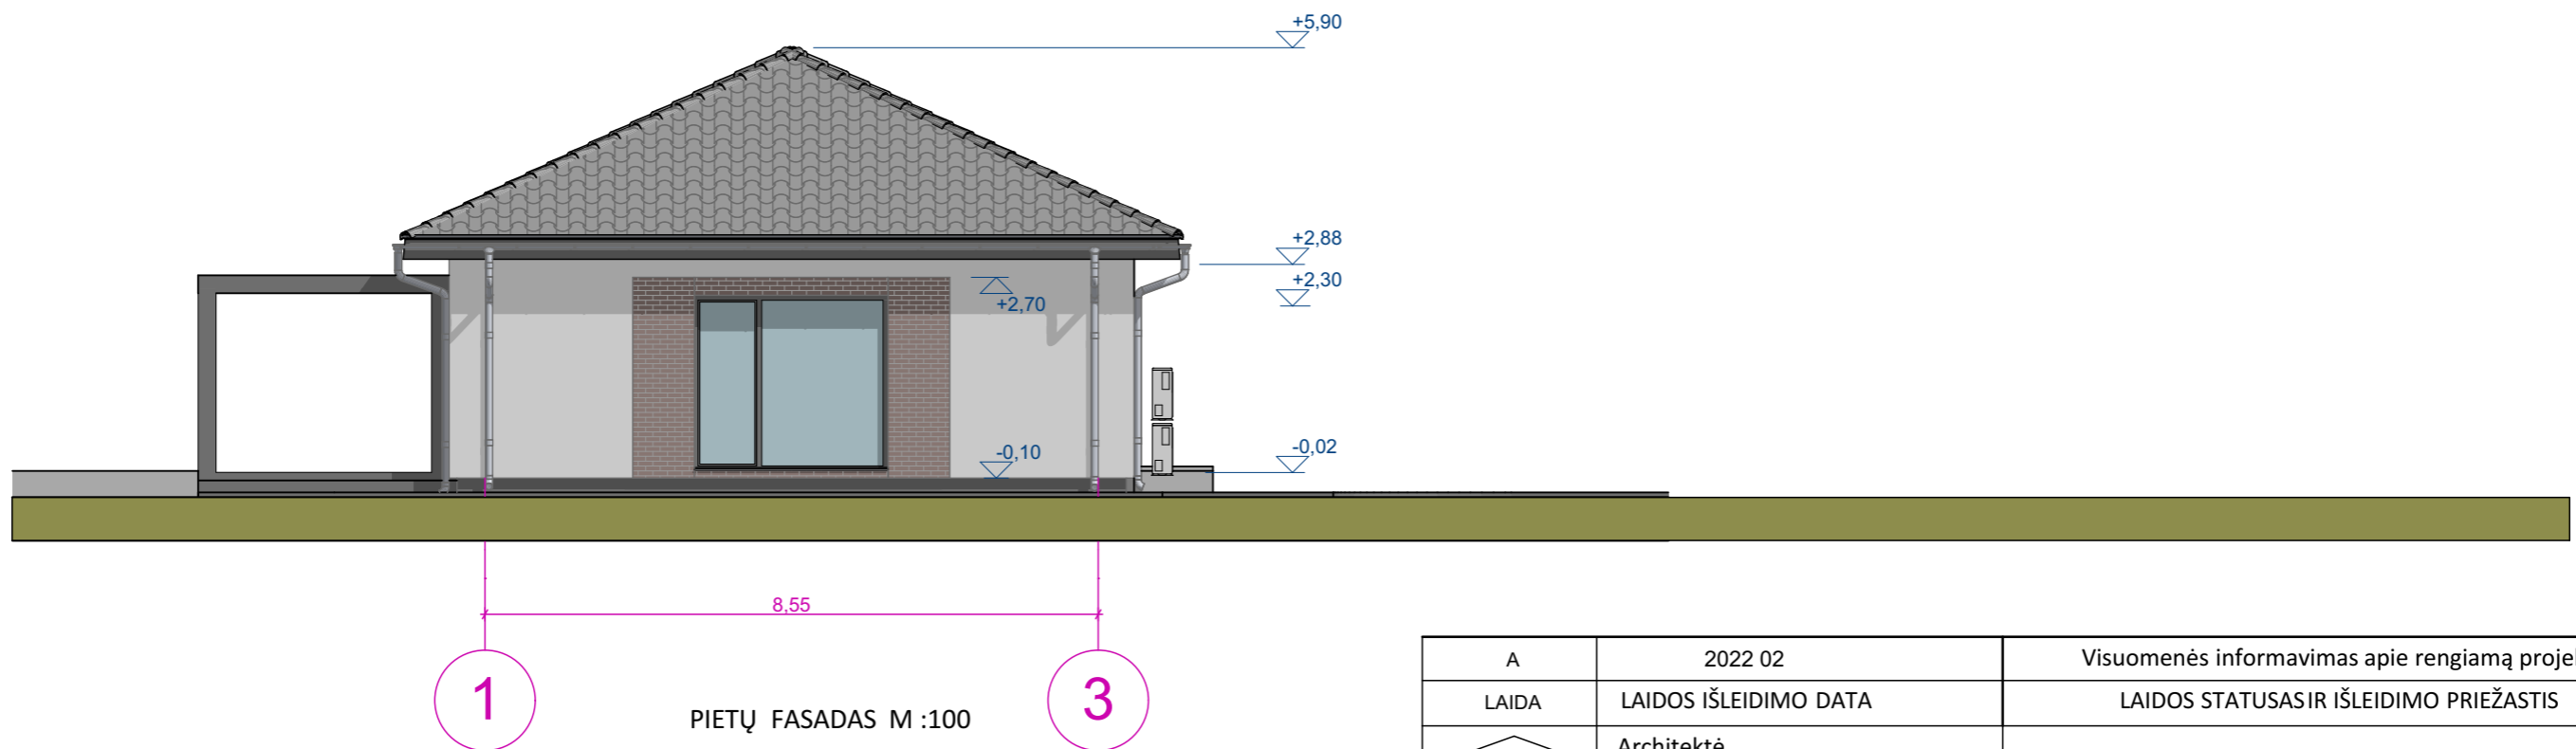 +5,90
+2,88
+2,30
+2,70
-0,10
-0,02
8,55
1
3
PIETŲ FASADAS M :100
A
2022 02
Visuomenės informavimas apie rengiamą
LAIDA
LAIDOS IŠLEIDIMO DATA
LAIDOS STATUSAS IR IŠLEIDIMO PRIEŽASTIS
Architektė